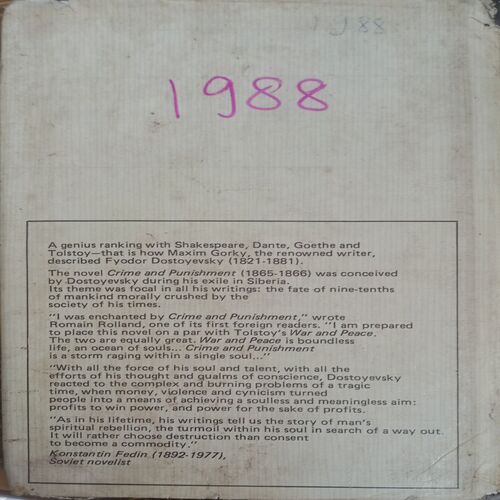 1988
1988
A genius ranking with Shakespeare, Dante, Goethe and
Tolstoy—that is how Maxim Gorky, the renowned writer,
described Fyodor Dostoyevsky (1821-1881).
The novel Crime and Punishment (1865-1866) was conceived
by Dostoyevsky during his exile in Siberia.
Its theme was focal in all his writings: the fate of nine-tenths
of mankind morally crushed by the
society of his times.
"I was enchanted by Crime and Punishment," wrote
Romain Rolland, one of its first foreign readers. "I am prepared
to place this novel on a par with Tolstoy's War and Peace.
The two are equally great. War and Peace is boundless
life, an ocean of souls... Crime and Punishment
is a storm raging within a single soul..."
"With all the force of his soul and talent, with all the
efforts of his thought and qualms of conscience, Dostoyevsky
reacted to the complex and burning problems of a tragic
time, when money, violence and cynicism turned
people into a means of achieving a soulless and meaningless aim:
profits to win power, and power for the sake of profits.
"As in his lifetime, his writings tell us the story of man's
spiritual rebellion, the turmoil within his soul in search of a way out.
It will rather choose destruction than consent
to become a commodity."
Konstantin Fedin (1892-1977),
Soviet novelist